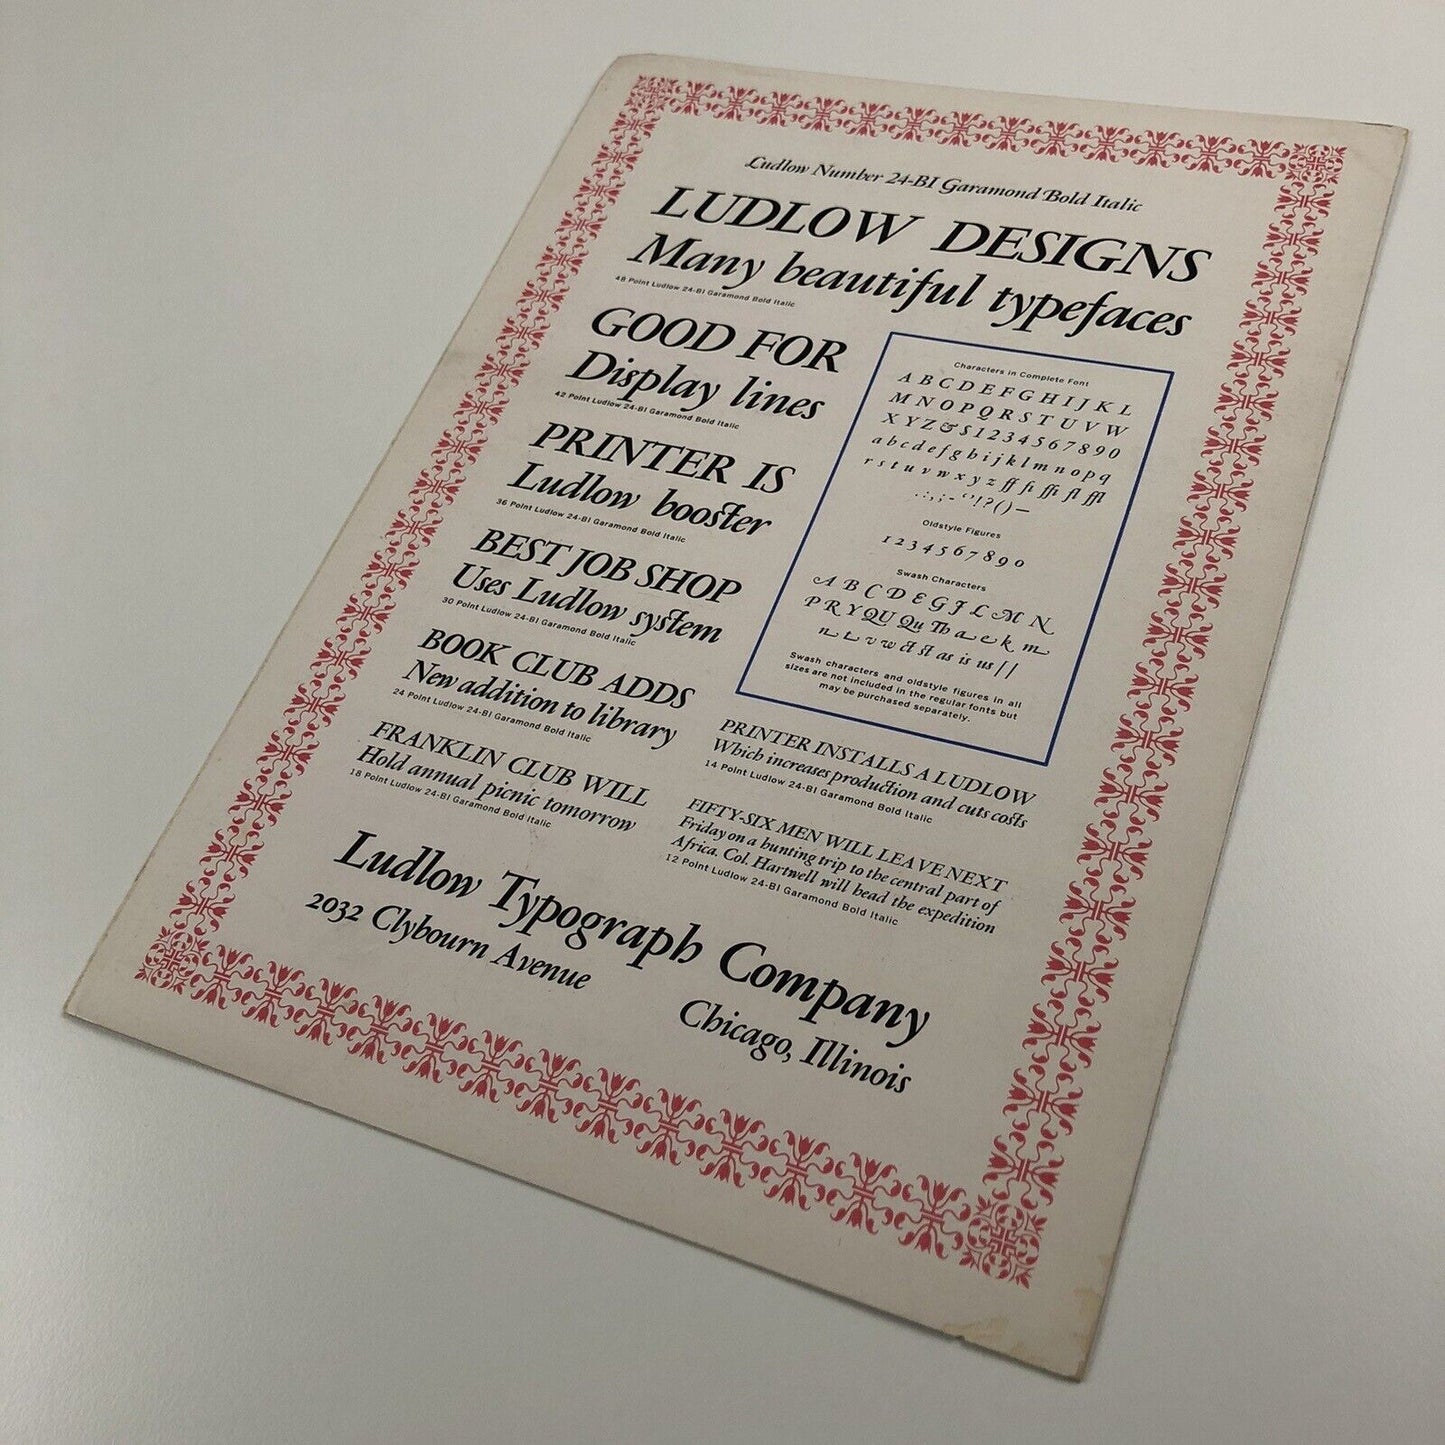 Ludlow Number 24-BI Garamond Bold Italic
LUDLOW DESIGNS
Many beautiful typefaces
48 Point Ludlow 24-BI Garamond Bold Italic
GOOD FOR
Display lines
42 Point Ludlow 24-BI Garamond Bold Italic
PRINTER IS
Ludlow booster
36 Point Ludlow 24-BI Garamond Bold Italic
BEST JOB SHOP
Uses Ludlow system
30 Point Ludlow 24-BI Garamond Bold Italic
BOOK CLUB ADDS
New addition to library
24 Point Ludlow 24-BI Garamond Bold Italic
FRANKLIN CLUB WILL
Hold annual picnic tomorrow
18 Point Ludlow 24-BI Garamond Bold Italic
Characters in Complete Font
A B C D E F G H I J K L
M N O P Q R S T U V W
X Y Z & $ 1 2 3 4 5 6 7 8 9 0
a b c d e f g h i j k l m n o p q
r s t u v w x y z ff fi ffi fl ffl
. : , ; - ‘ ’ ! ? ( ) —
Oldstyle Figures
1 2 3 4 5 6 7 8 9 0
Swash Characters
A B C D E G J L M N
P R Y QU Qu Th a e k m
n t v w ct st as is us [ ]
Swash characters and oldstyle figures in all
sizes are not included in the regular fonts but
may be purchased separately.
PRINTER INSTALLS A LUDLOW
Which increases production and cuts costs
14 Point Ludlow 24-BI Garamond Bold Italic
FIFTY-SIX MEN WILL LEAVE NEXT
Friday on a hunting trip to the central part of
Africa. Col. Hartwell will head the expedition
12 Point Ludlow 24-BI Garamond Bold Italic
Ludlow Typograph Company
2032 Clybourn Avenue
Chicago, Illinois